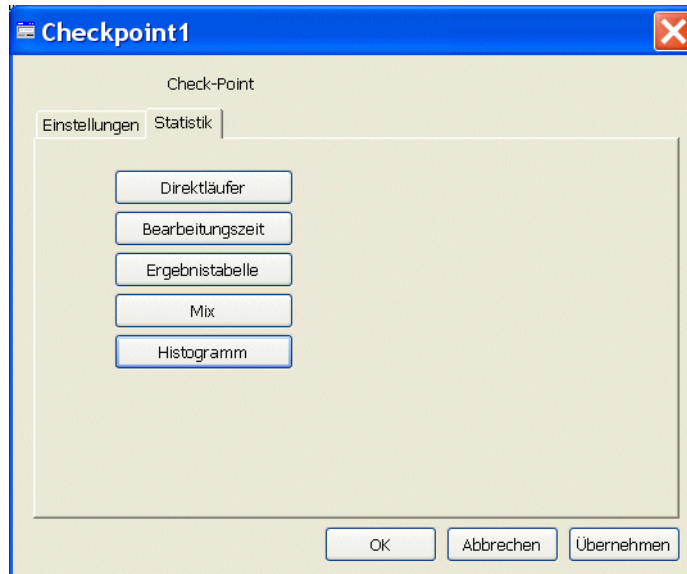 Checkpoint1
Check-Point
Einstellungen Statistik
Direktläufer
Bearbeitungszeit
Ergebnistabelle
Mix
Histogramm
OK Abbrechen Übernehmen